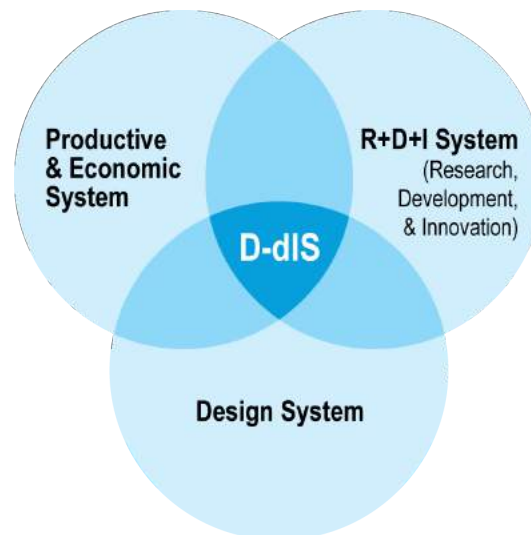 Productive
& Economic
System
R+D+I System
(Research,
Development,
& Innovation)
D-dIS
Design System